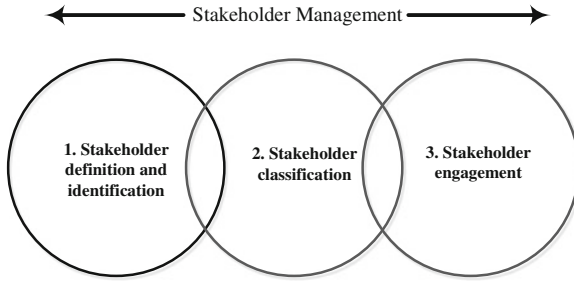 Stakeholder Management
1. Stakeholder
definition and
identification
2. Stakeholder
classification
3. Stakeholder
engagement